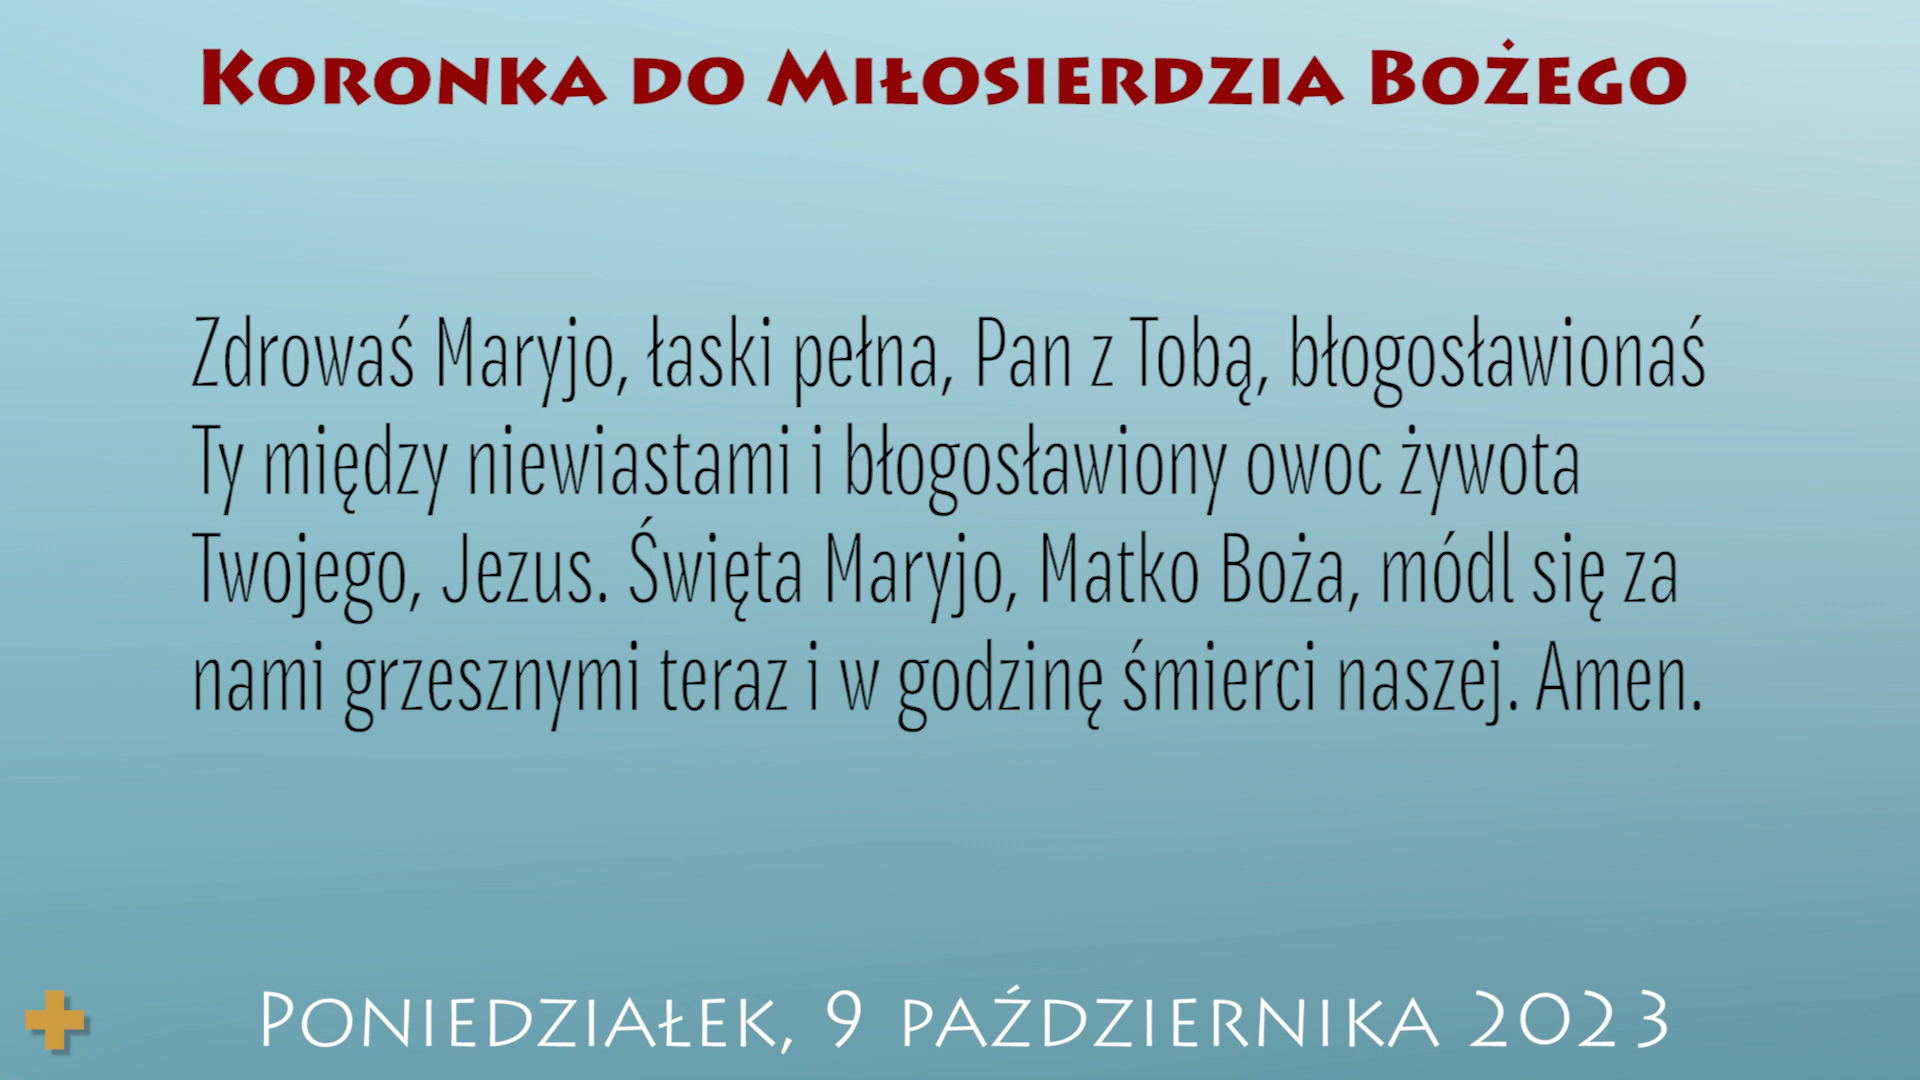 Koronka do Miłosierdzia Bożego
Zdrowaś Maryjo, łaski pełna, Pan z Tobą, błogosławionaś
Ty między niewiastami i błogosławiony owoc żywota
Twojego, Jezus. Święta Maryjo, Matko Boża, módl się za
nami grzesznymi teraz i w godzinę śmierci naszej. Amen.
Poniedziałek, 9 października 2023